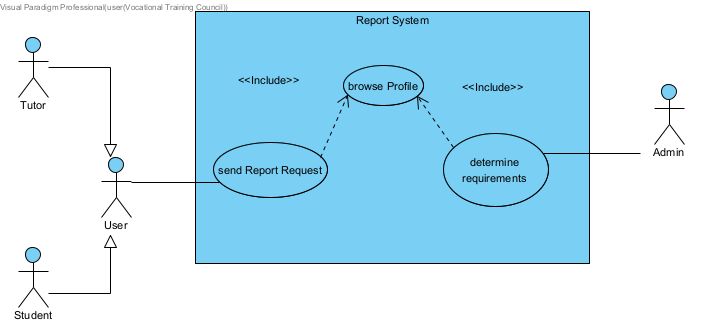 Visual Paradigm Professional(user(Vocational Training Council))
Report System
<<Include>>
browse Profile
<<Include>>
Tutor
Admin
send Report Request
determine
requirements
User
Student